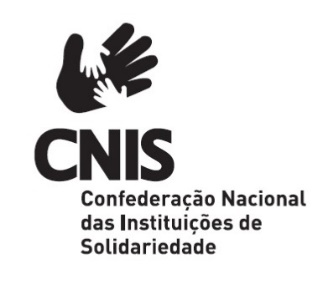 CNIS
Confederação Nacional
das Instituições de
Solidariedade